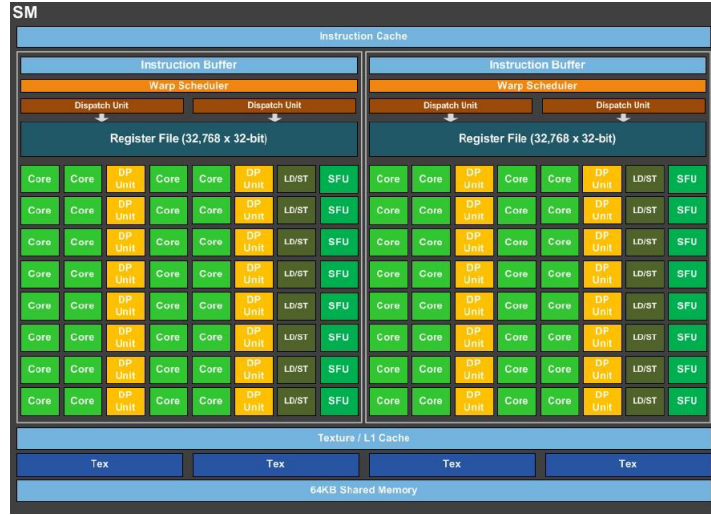 SM
Instruction Cache
Instruction Buffer Instruction Buffer
Warp Scheduler Warp Scheduler
Dispatch Unit Dispatch Unit Dispatch Unit Dispatch Unit
Register File (32,768 x 32-bit) Register File (32,768 x 32-bit)
Core Core DP Unit Core Core DP Unit LD/ST SFU Core Core DP Unit Core Core DP Unit LD/ST SFU
Core Core DP Unit Core Core DP Unit LD/ST SFU Core Core DP Unit Core Core DP Unit LD/ST SFU
Core Core DP Unit Core Core DP Unit LD/ST SFU Core Core DP Unit Core Core DP Unit LD/ST SFU
Core Core DP Unit Core Core DP Unit LD/ST SFU Core Core DP Unit Core Core DP Unit LD/ST SFU
Core Core DP Unit Core Core DP Unit LD/ST SFU Core Core DP Unit Core Core DP Unit LD/ST SFU
Core Core DP Unit Core Core DP Unit LD/ST SFU Core Core DP Unit Core Core DP Unit LD/ST SFU
Core Core DP Unit Core Core DP Unit LD/ST SFU Core Core DP Unit Core Core DP Unit LD/ST SFU
Core Core DP Unit Core Core DP Unit LD/ST SFU Core Core DP Unit Core Core DP Unit LD/ST SFU
Texture / L1 Cache
Tex Tex Tex Tex
64KB Shared Memory